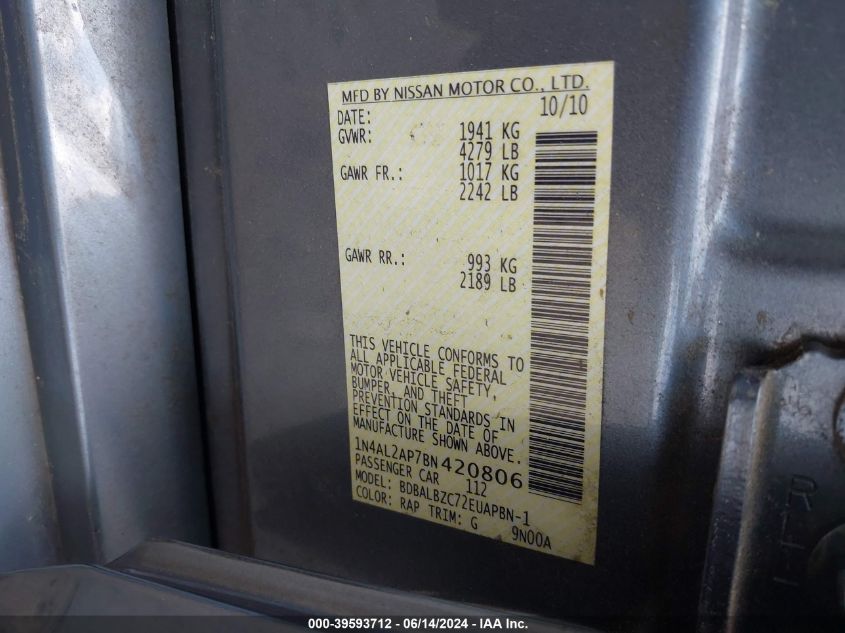 MFD BY NISSAN MOTOR CO., LTD.
DATE: 10/10
GVWR: 1941 KG
4279 LB
GAWR FR.: 1017 KG
2242 LB
GAWR RR.: 993 KG
2189 LB
THIS VEHICLE CONFORMS TO
ALL APPLICABLE FEDERAL
MOTOR VEHICLE SAFETY,
BUMPER, AND THEFT
PREVENTION STANDARDS IN
EFFECT ON THE DATE OF
MANUFACTURE SHOWN ABOVE.
1N4AL2AP7BN420806
PASSENGER CAR 112
MODEL: BDBALBZC72EUAPBN-1
COLOR: RAP TRIM: G 9N00A
000-39593712 - 06/14/2024 - IAA Inc.